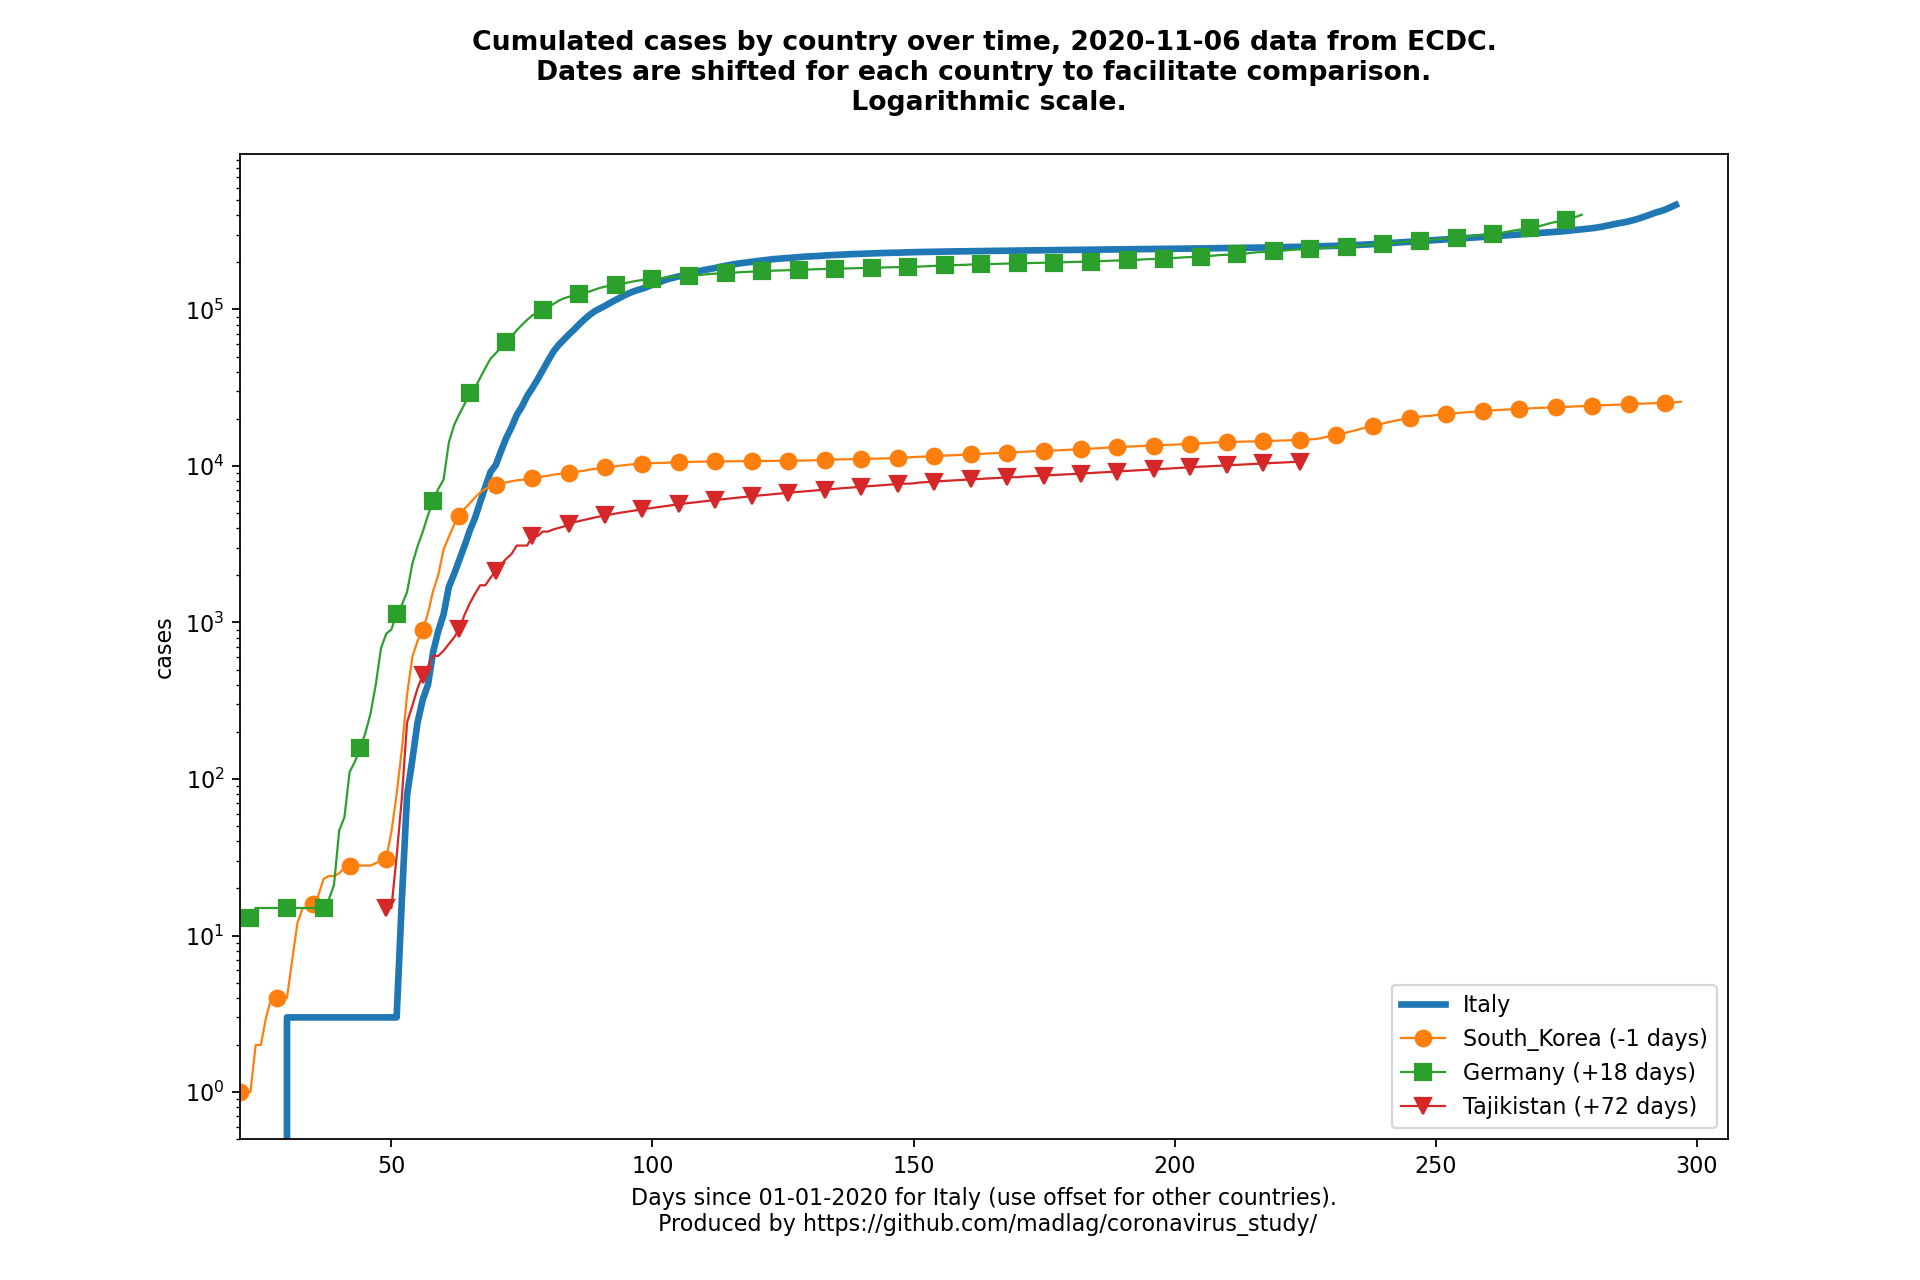 Cumulated cases by country over time, 2020-11-06 data from ECDC.
Dates are shifted for each country to facilitate comparison.
Logarithmic scale.
cases
10^5
10^4
10^3
10^2
10^1
10^0
50
100
150
200
250
300
Italy
South_Korea (-1 days)
Germany (+18 days)
Tajikistan (+72 days)
Days since 01-01-2020 for Italy (use offset for other countries).
Produced by https://github.com/madlag/coronavirus_study/